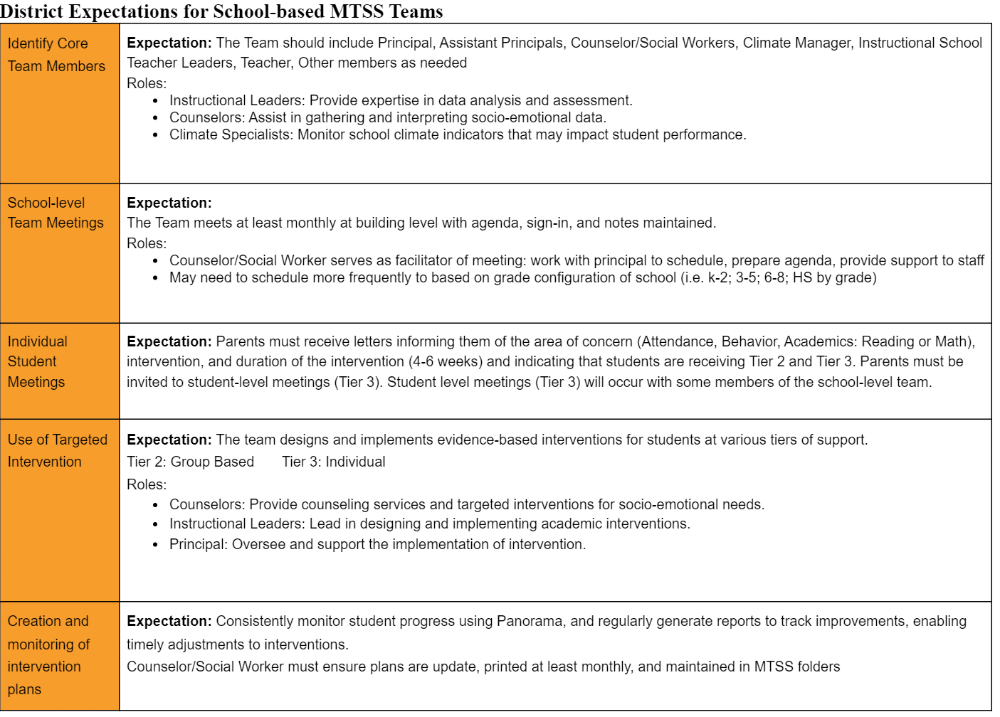 District Expectations for School-based MTSS Teams
Identify Core
Team Members
Expectation: The Team should include Principal, Assistant Principals, Counselor/Social Workers, Climate Manager, Instructional School
Teacher Leaders, Teacher, Other members as needed
Roles:
• Instructional Leaders: Provide expertise in data analysis and assessment.
• Counselors: Assist in gathering and interpreting socio-emotional data.
• Climate Specialists: Monitor school climate indicators that may impact student performance.
School-level
Team Meetings
Expectation:
The Team meets at least monthly at building level with agenda, sign-in, and notes maintained.
Roles:
• Counselor/Social Worker serves as facilitator of meeting: work with principal to schedule, prepare agenda, provide support to staff
• May need to schedule more frequently to based on grade configuration of school (i.e. k-2; 3-5; 6-8; HS by grade)
Individual
Student
Meetings
Expectation: Parents must receive letters informing them of the area of concern (Attendance, Behavior, Academics: Reading or Math),
intervention, and duration of the intervention (4-6 weeks) and indicating that students are receiving Tier 2 and Tier 3. Parents must be
invited to student-level meetings (Tier 3). Student level meetings (Tier 3) will occur with some members of the school-level team.
Use of Targeted
Intervention
Expectation: The team designs and implements evidence-based interventions for students at various tiers of support.
Tier 2: Group Based Tier 3: Individual
Roles:
• Counselors: Provide counseling services and targeted interventions for socio-emotional needs.
• Instructional Leaders: Lead in designing and implementing academic interventions.
• Principal: Oversee and support the implementation of intervention.
Creation and
monitoring of
intervention
plans
Expectation: Consistently monitor student progress using Panorama, and regularly generate reports to track improvements, enabling
timely adjustments to interventions.
Counselor/Social Worker must ensure plans are update, printed at least monthly, and maintained in MTSS folders